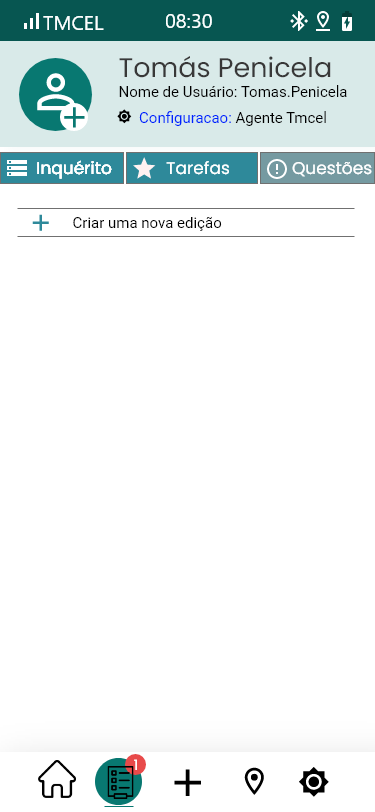 TMCEL 08:30
Tomás Penicela
Nome de Usuário: Tomas.Penicela
Configuracao: Agente Tmcel
Inquérito Tarefas Questões
Criar uma nova edição
1